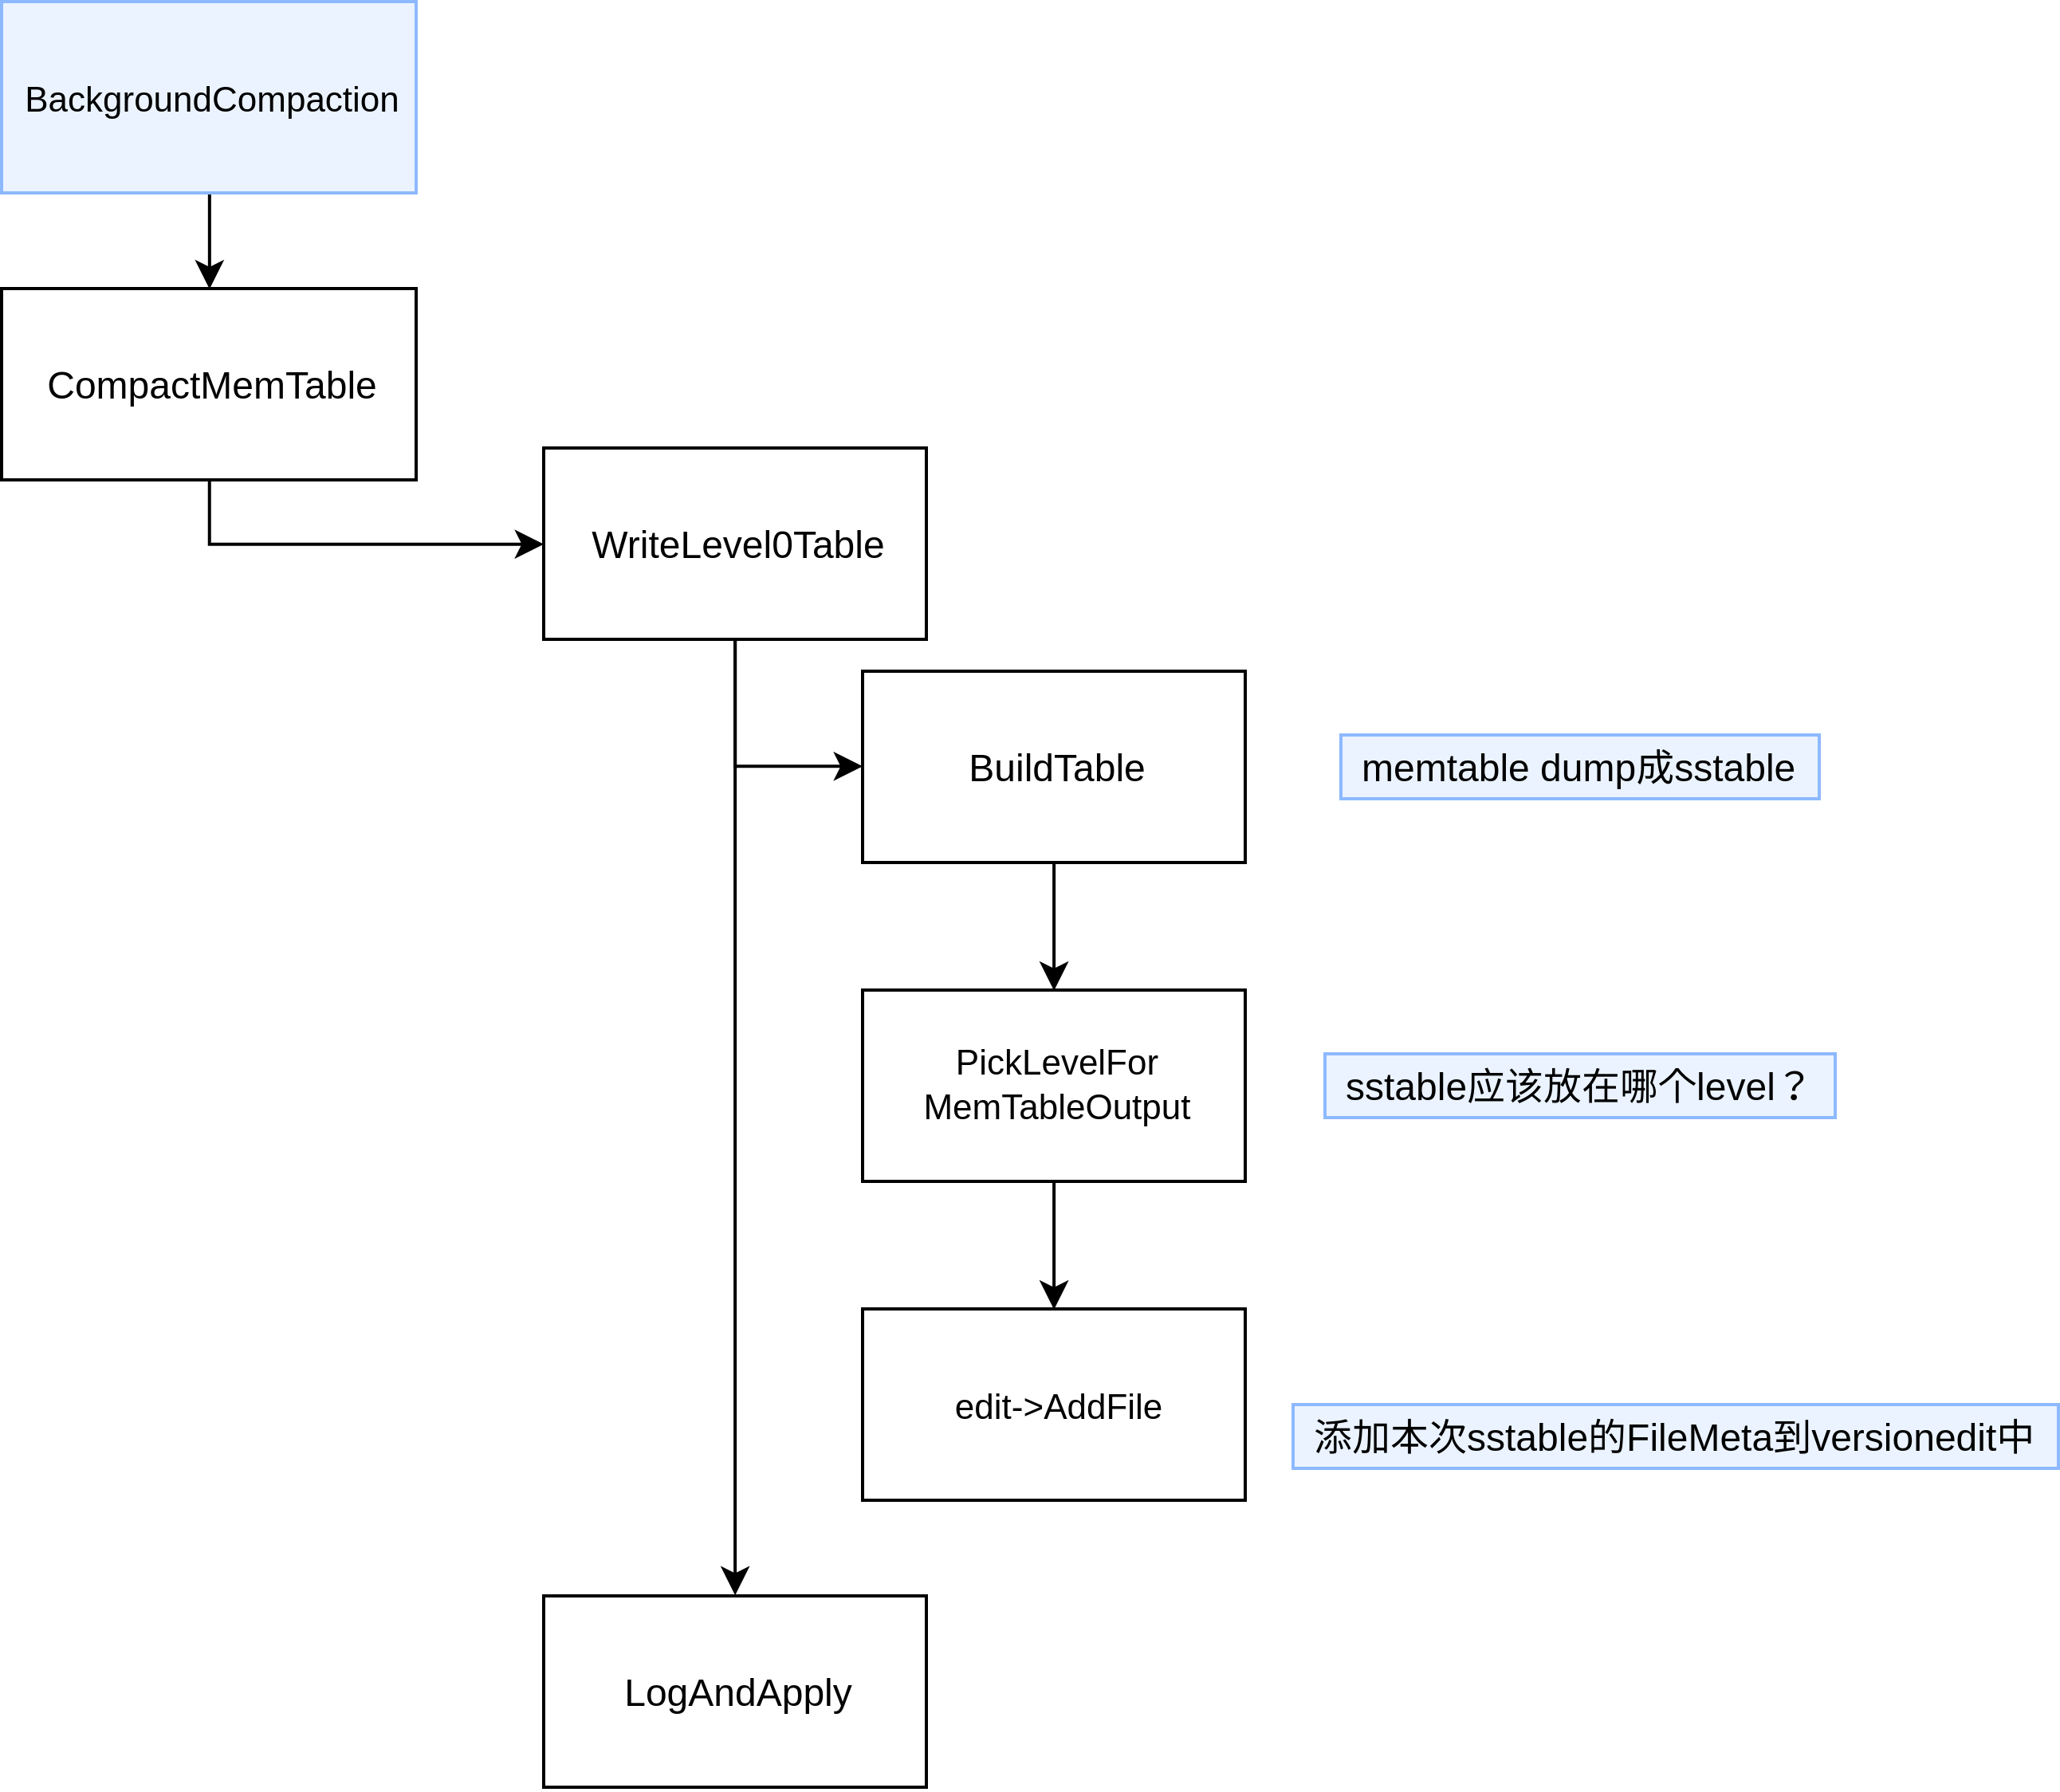 BackgroundCompaction
CompactMemTable
WriteLevel0Table
BuildTable
memtable dump成sstable
PickLevelFor
MemTableOutput
sstable应该放在哪个level？
edit->AddFile
添加本次sstable的FileMeta到versionedit中
LogAndApply